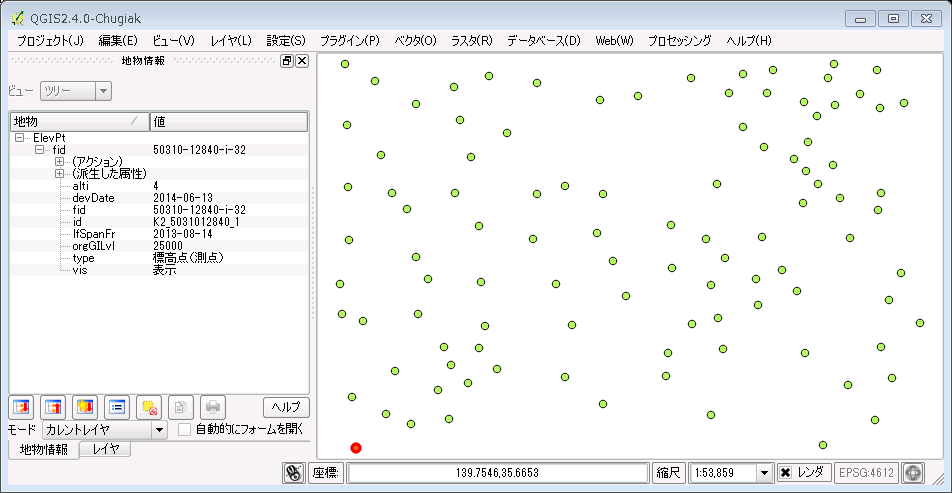 QGIS2.4.0-Chugiak
プロジェクト(J) 編集(E) ビュー(V) レイヤ(L) 設定(S) プラグイン(P) ベクタ(O) ラスタ(R) データベース(D) Web(W) プロセッシング ヘルプ(H)
地物情報
ビュー ツリー
地物 値
ElevPt
fid 50310-12840-i-32
(アクション)
(派生した属性)
alti 4
devDate 2014-06-13
fid 50310-12840-i-32
id K2_5031012840_1
lfSpanFr 2013-08-14
orgGILvl 25000
type 標高点(測点)
vis 表示
ヘルプ
モード カレントレイヤ 自動的にフォームを開く
地物情報 レイヤ
座標: 139.7546,35.6653 縮尺 1:53,859 レンダ EPSG:4612